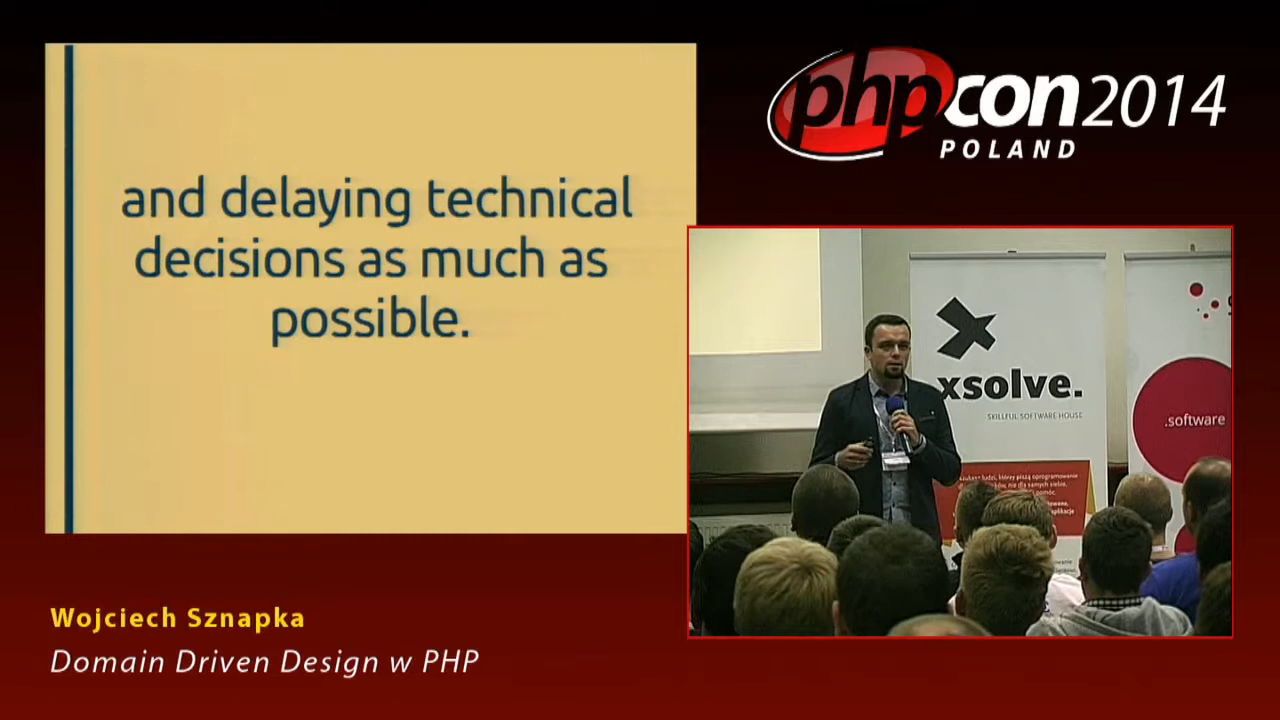 and delaying technical
decisions as much as
possible.
phpcon2014
POLAND
xsolve.
SKILLFUL SOFTWARE HOUSE
.software
Wojciech Sznapka
Domain Driven Design w PHP